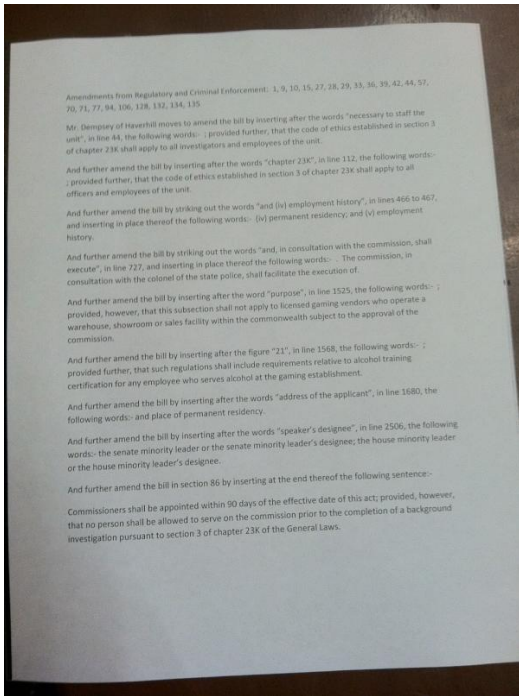 Amendments from Regulatory and Criminal Enforcement: 1, 9, 10, 15, 27, 28, 29, 33, 36, 39, 42, 44, 57,
70, 71, 77, 94, 106, 128, 132, 134, 135
Mr. Dempsey of Haverhill moves to amend the bill by inserting after the words "necessary to staff the
unit", in line 44, the following words:- ; provided further, that the code of ethics established in section 3
of chapter 23K shall apply to all investigators and employees of the unit.
And further amend the bill by inserting after the words "chapter 23K", in line 112, the following words:-
; provided further, that the code of ethics established in section 3 of chapter 23K shall apply to all
officers and employees of the unit.
And further amend the bill by striking out the words "and (iv) employment history", in lines 466 to 467,
and inserting in place thereof the following words:- (iv) permanent residency; and (v) employment
history.
And further amend the bill by striking out the words "and, in consultation with the commission, shall
execute", in line 727, and inserting in place thereof the following words:- . The commission, in
consultation with the colonel of the state police, shall facilitate the execution of.
And further amend the bill by inserting after the word "purpose", in line 1525, the following words:- ;
provided, however, that this subsection shall not apply to licensed gaming vendors who operate a
warehouse, showroom or sales facility within the commonwealth subject to the approval of the
commission.
And further amend the bill by inserting after the figure "21", in line 1568, the following words:- ;
provided further, that such regulations shall include requirements relative to alcohol training
certification for any employee who serves alcohol at the gaming establishment.
And further amend the bill by inserting after the words "address of the applicant", in line 1680, the
following words:- and place of permanent residency.
And further amend the bill by inserting after the words "speaker's designee", in line 2506, the following
words:- the senate minority leader or the senate minority leader's designee; the house minority leader
or the house minority leader's designee.
And further amend the bill in section 86 by inserting at the end thereof the following sentence:-
Commissioners shall be appointed within 90 days of the effective date of this act; provided, however,
that no person shall be allowed to serve on the commission prior to the completion of a background
investigation pursuant to section 3 of chapter 23K of the General Laws.